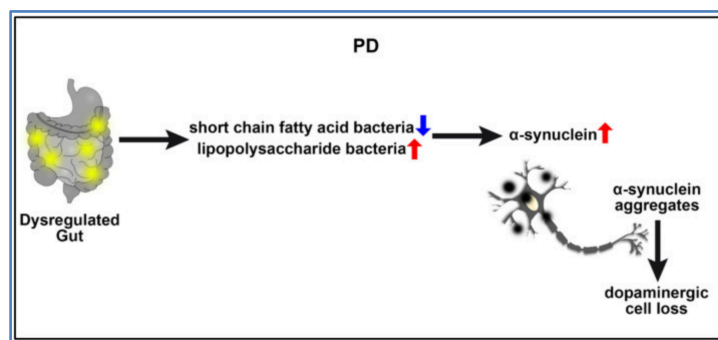 PD
short chain fatty acid bacteria
lipopolysaccharide bacteria
α-synuclein
Dysregulated
Gut
α-synuclein
aggregates
dopaminergic
cell loss